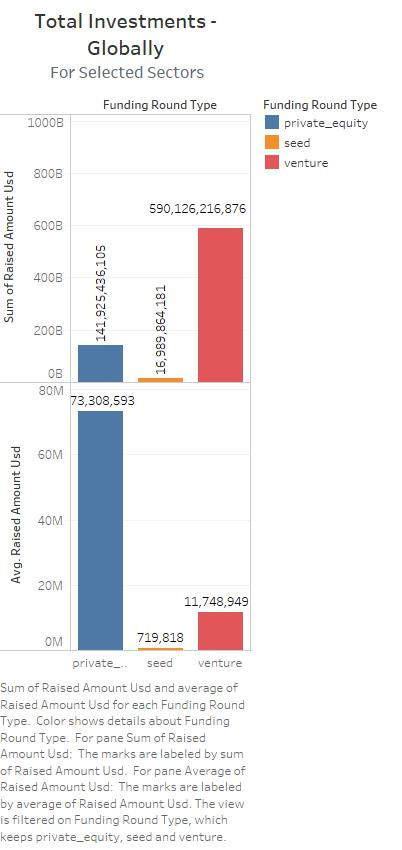 Total Investments -
Globally
For Selected Sectors
Funding Round Type
Funding Round Type
private_equity
seed
venture
Sum of Raised Amount Usd
1000B
800B
600B
400B
200B
0B
590,126,216,876
141,925,436,105
16,989,864,181
Avg. Raised Amount Usd
80M
60M
40M
20M
0M
73,308,593
719,818
11,748,949
private_..
seed
venture
Sum of Raised Amount Usd and average of
Raised Amount Usd for each Funding Round
Type.  Color shows details about Funding
Round Type.  For pane Sum of Raised
Amount Usd:  The marks are labeled by sum
of Raised Amount Usd.  For pane Average of
Raised Amount Usd:  The marks are labeled
by average of Raised Amount Usd. The view
is filtered on Funding Round Type, which
keeps private_equity, seed and venture.